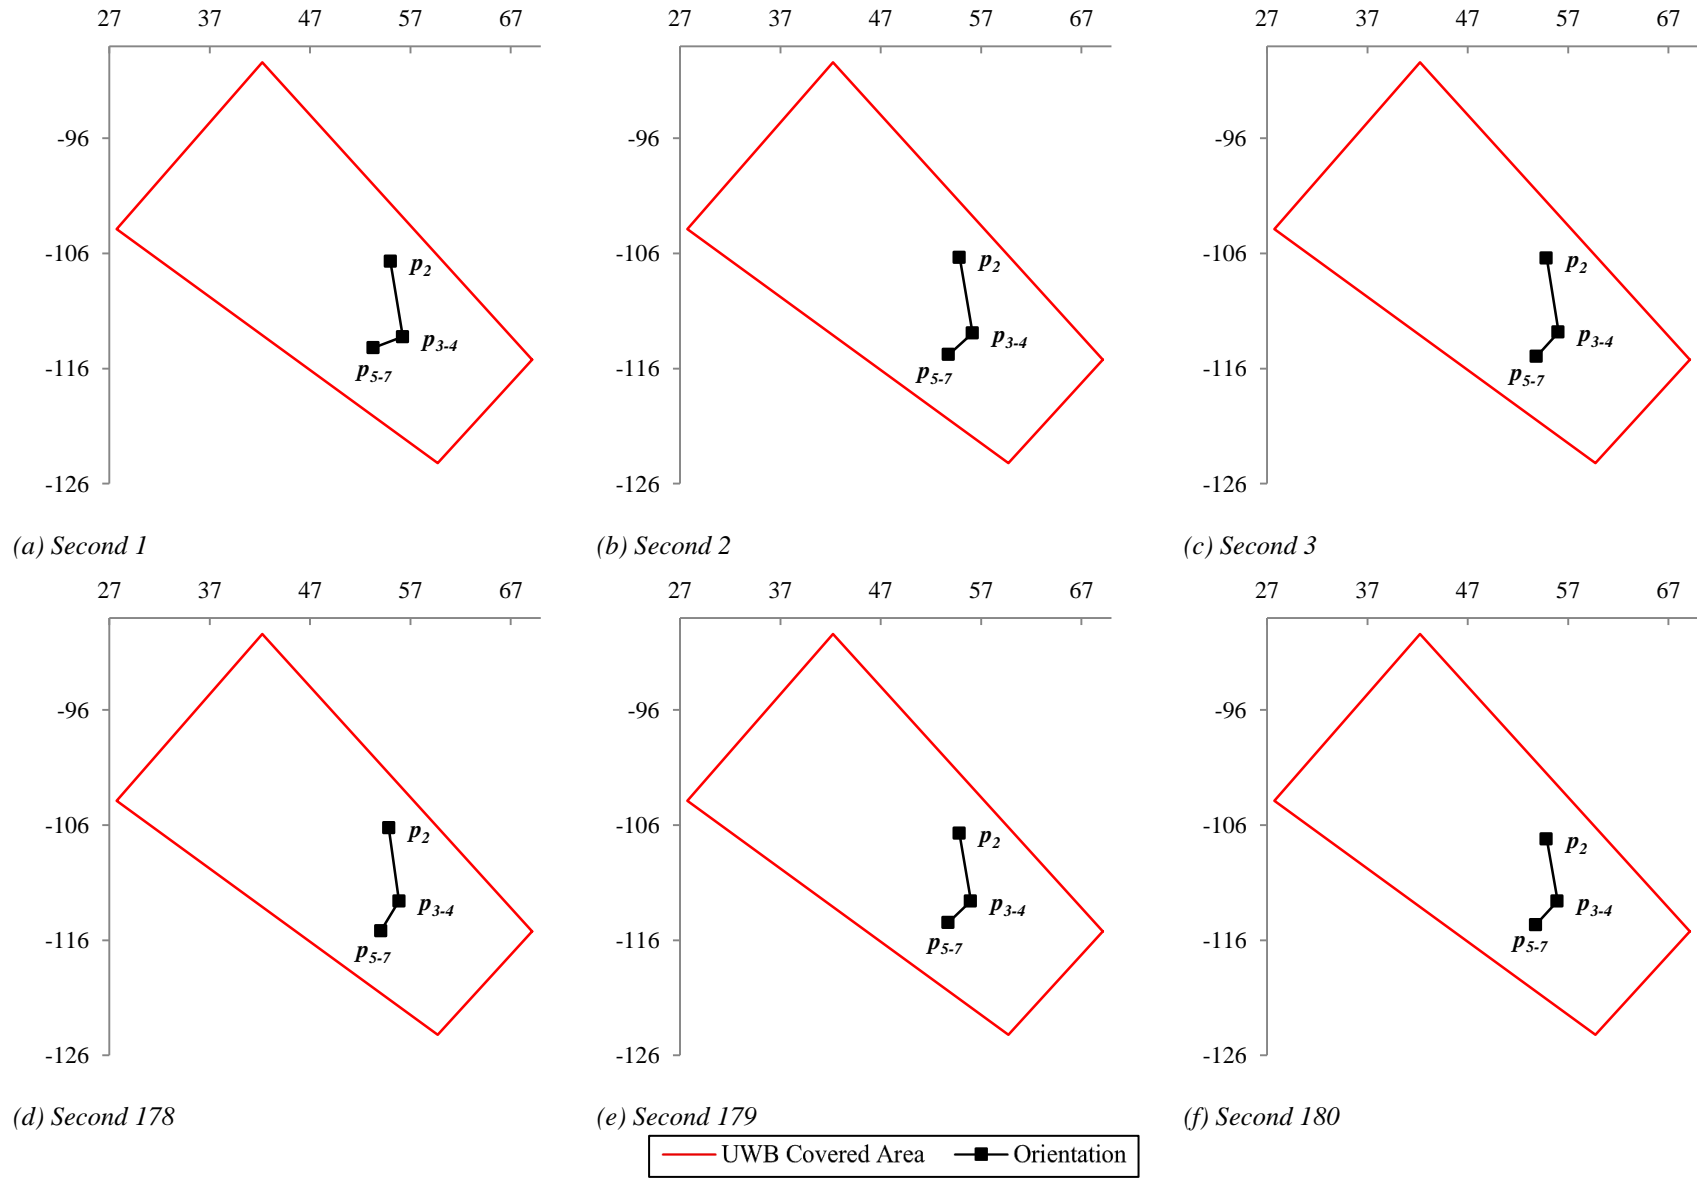 27 37 47 57 67 27 37 47 57 67 27 37 47 57 67
-96 -96 -96
-106 -106 -106
p2 p2 p2
p3-4 p3-4 p3-4
-116 p5-7 -116 p5-7 -116 p5-7
-126 -126 -126
(a) Second 1 (b) Second 2 (c) Second 3
27 37 47 57 67 27 37 47 57 67 27 37 47 57 67
-96 -96 -96
-106 -106 -106
p2 p2 p2
p3-4 p3-4 p3-4
-116 p5-7 -116 p5-7 -116 p5-7
-126 -126 -126
(d) Second 178 (e) Second 179 (f) Second 180
UWB Covered Area Orientation